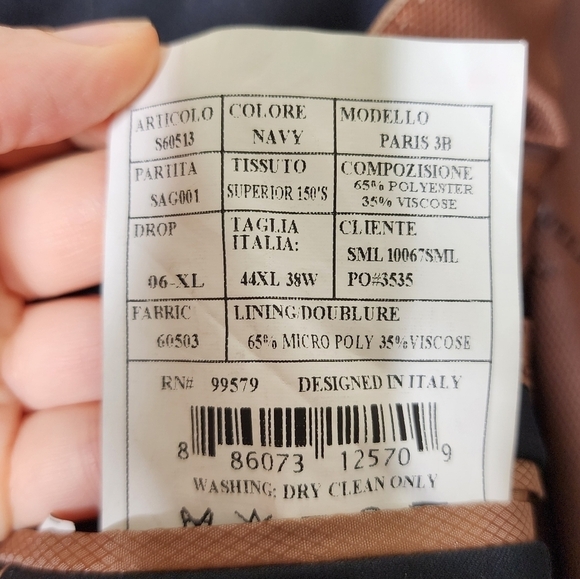 ARTICOLO
S60513
COLORE
NAVY
MODELLO
PARIS 3B
PARTITA
SAG001
TISSUTO
SUPERIOR 150'S
COMPOZISIONE
65% POLYESTER
35% VISCOSE
DROP
06-XL
TAGLIA
ITALIA:
44XL 38W
CLIENTE
SML 10067SML
PO#3535
FABRIC
60503
LINING/DOUBLURE
65% MICRO POLY 35%VISCOSE
RN# 99579 DESIGNED IN ITALY
8 86073 12570 9
WASHING: DRY CLEAN ONLY